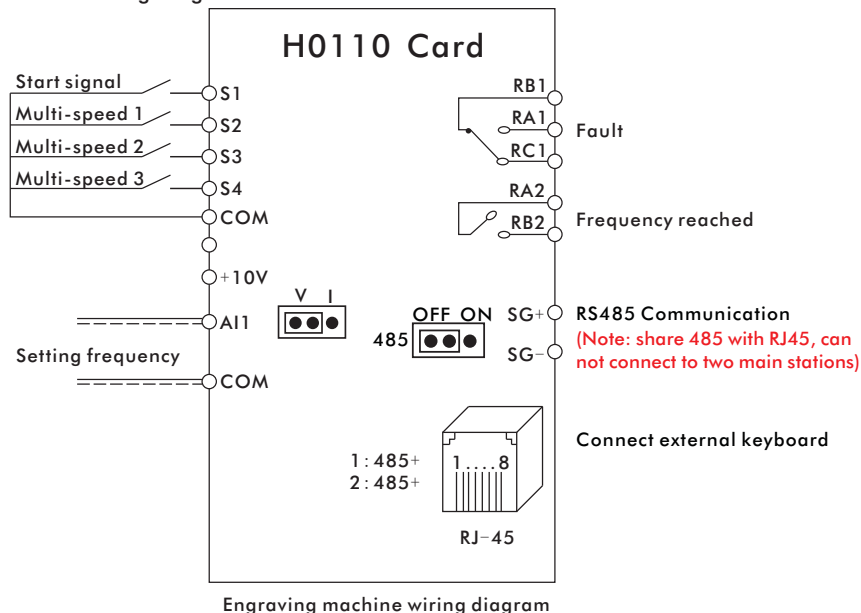 H0110 Card
Start signal
S1
Multi-speed 1
S2
Multi-speed 2
S3
Multi-speed 3
S4
COM
+10V
V I
AI1
Setting frequency
COM
RB1
RA1
Fault
RC1
RA2
RB2
Frequency reached
OFF ON
485
SG+
SG-
RS485 Communication
(Note: share 485 with RJ45, can
not connect to two main stations)
Connect external keyboard
1:485+
2:485+
1....8
RJ-45
Engraving machine wiring diagram